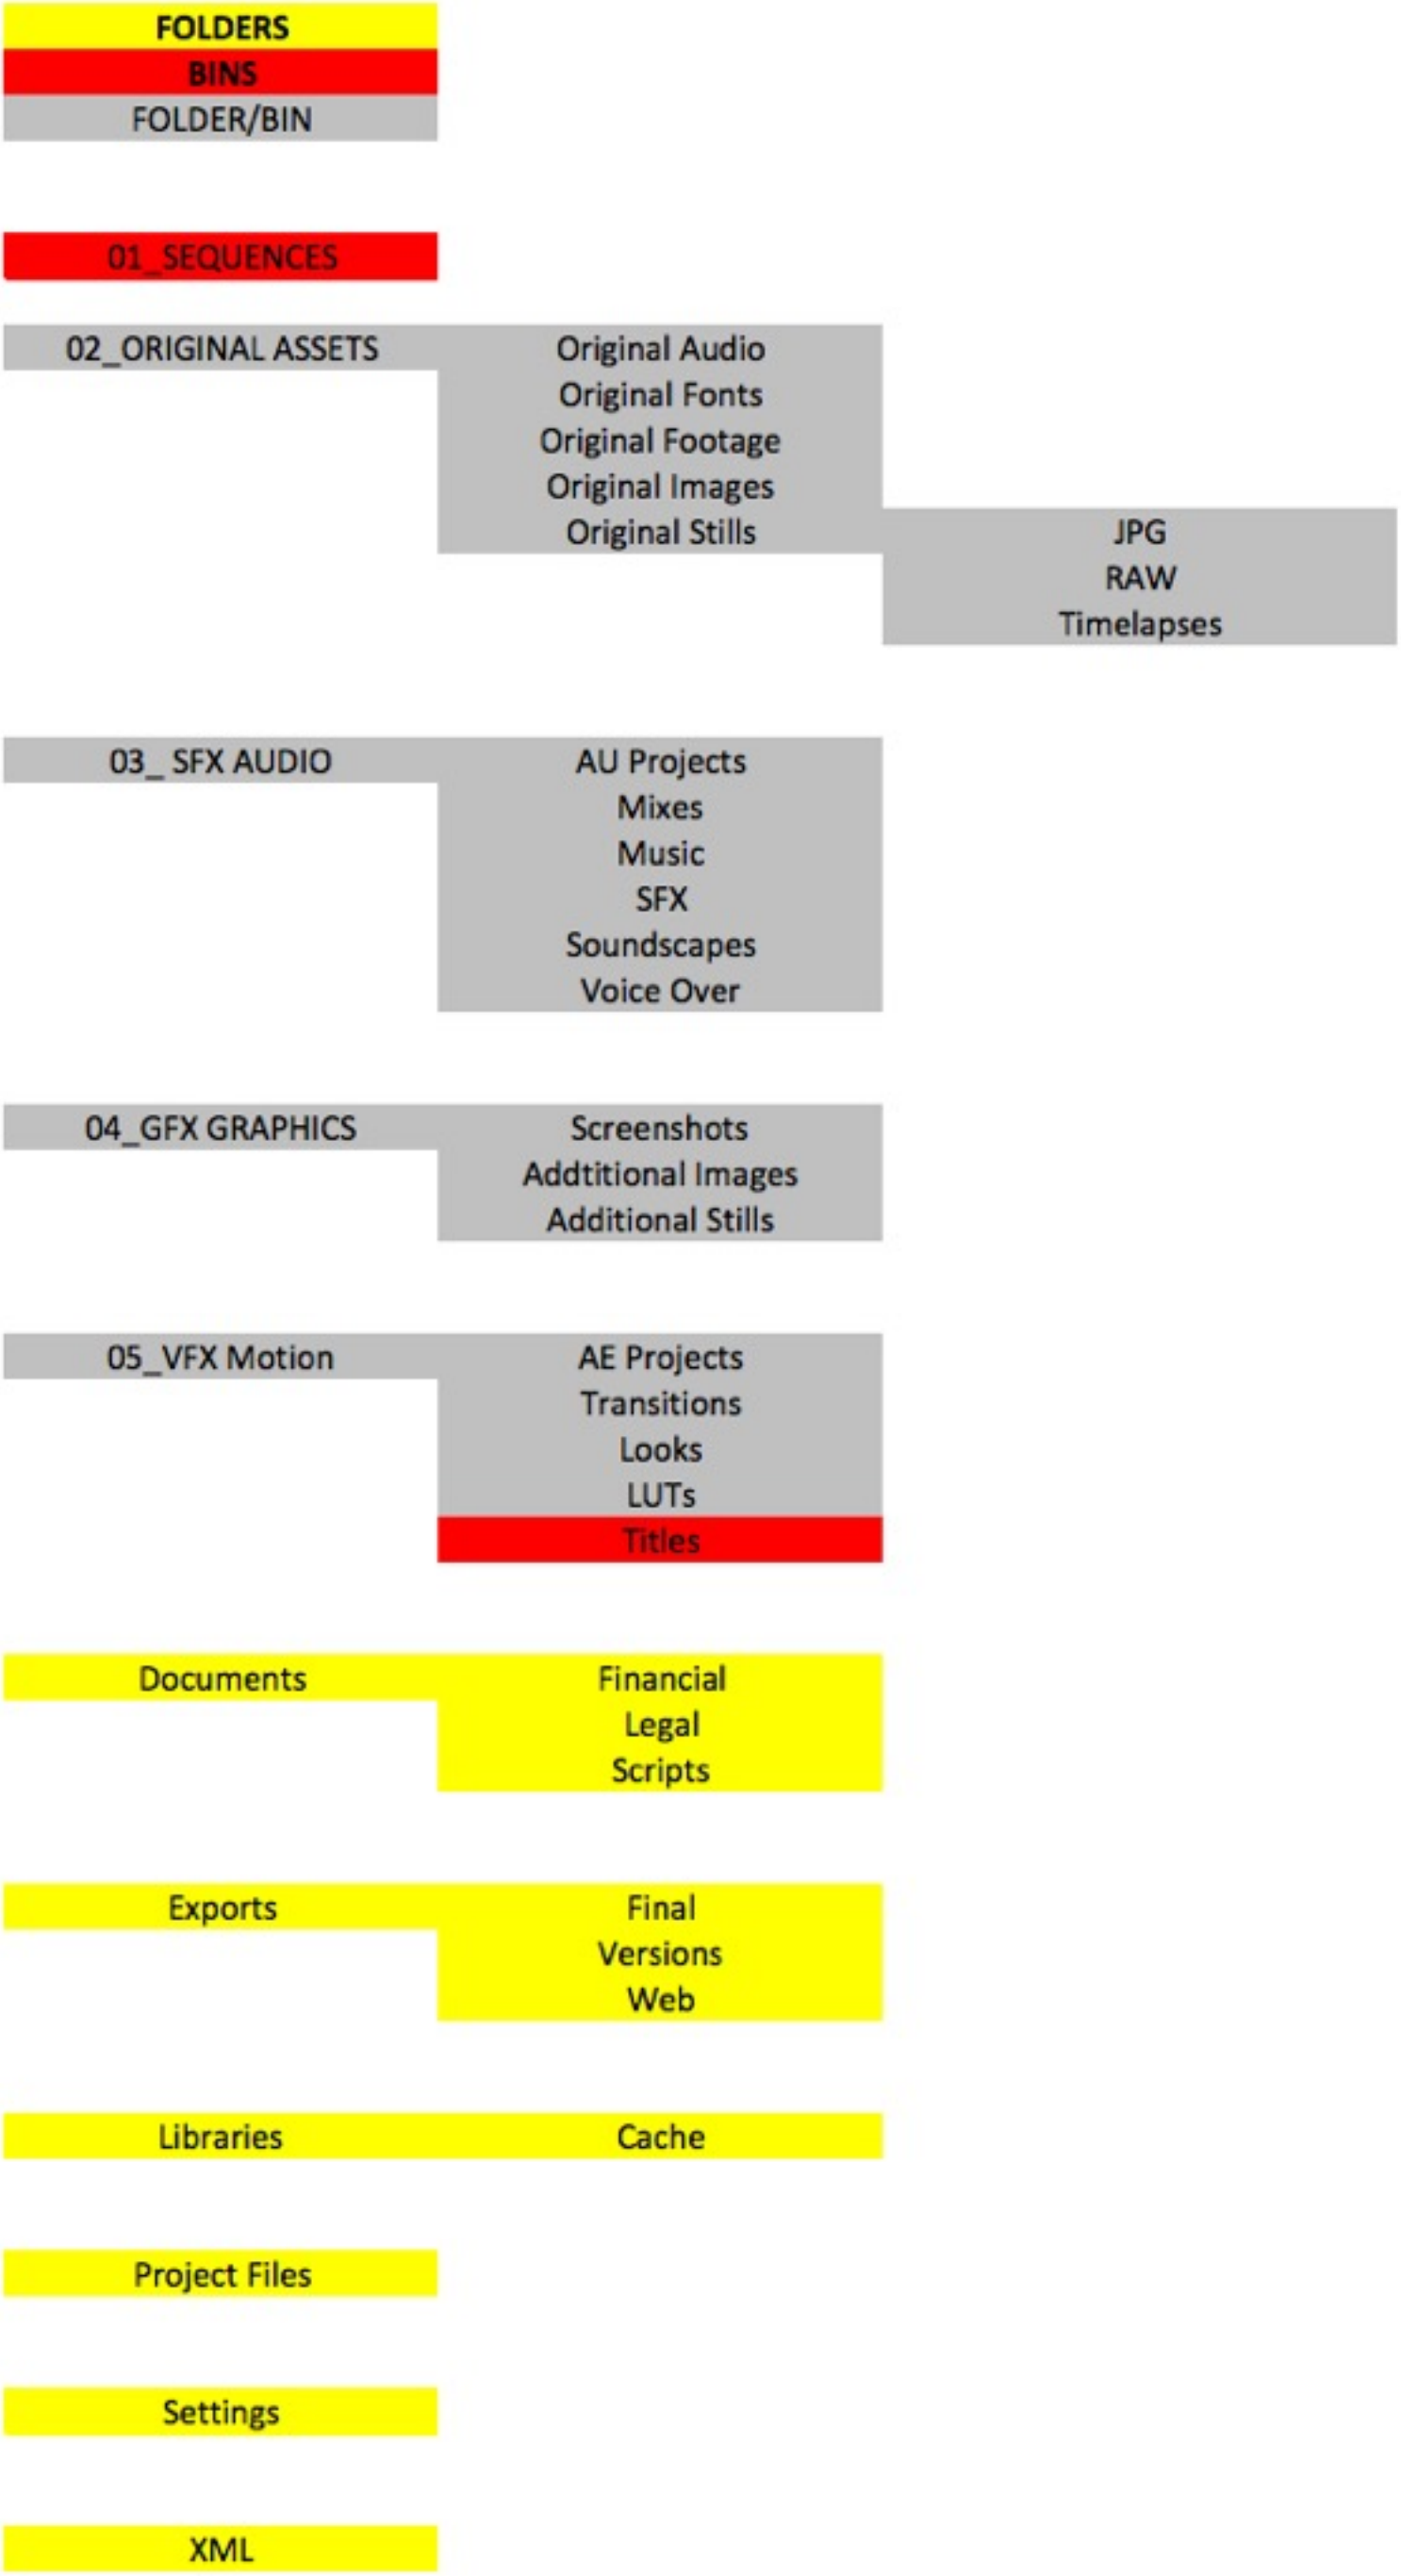 FOLDERS
BINS
FOLDER/BIN
01_SEQUENCES
02_ORIGINAL ASSETS Original Audio
Original Fonts
Original Footage
Original Images
Original Stills JPG
RAW
Timelapses
03_ SFX AUDIO AU Projects
Mixes
Music
SFX
Soundscapes
Voice Over
04_GFX GRAPHICS Screenshots
Addtitional Images
Additional Stills
05_VFX Motion AE Projects
Transitions
Looks
LUTs
Titles
Documents Financial
Legal
Scripts
Exports Final
Versions
Web
Libraries Cache
Project Files
Settings
XML